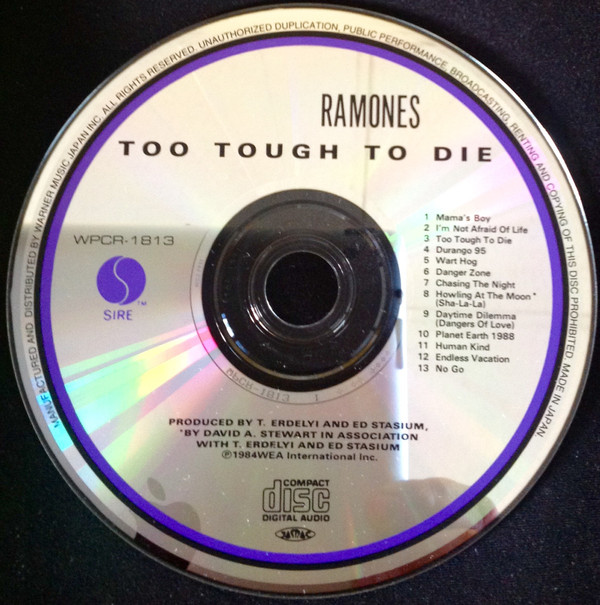 MANUFACTURED AND DISTRIBUTED BY WARNER MUSIC JAPAN INC. ALL RIGHTS RESERVED. UNAUTHORIZED DUPLICATION, PUBLIC PERFORMANCE, BROADCASTING, RENTING AND COPYING OF THIS DISC PROHIBITED. MADE IN JAPAN
RAMONES
TOO TOUGH TO DIE
WPCR-1813
SIRE™
1 Mama's Boy
2 I'm Not Afraid Of Life
3 Too Tough To Die
4 Durango 95
5 Wart Hog
6 Danger Zone
7 Chasing The Night
8 Howling At The Moon*
(Sha-La-La)
9 Daytime Dilemma
(Dangers Of Love)
10 Planet Earth 1988
11 Human Kind
12 Endless Vacation
13 No Go
WPCR-1813 1
PRODUCED BY T. ERDELYI AND ED STASIUM,
*BY DAVID A. STEWART IN ASSOCIATION
WITH T. ERDELYI AND ED STASIUM
℗1984WEA International Inc.
COMPACT
disc
DIGITAL AUDIO
JASRAC